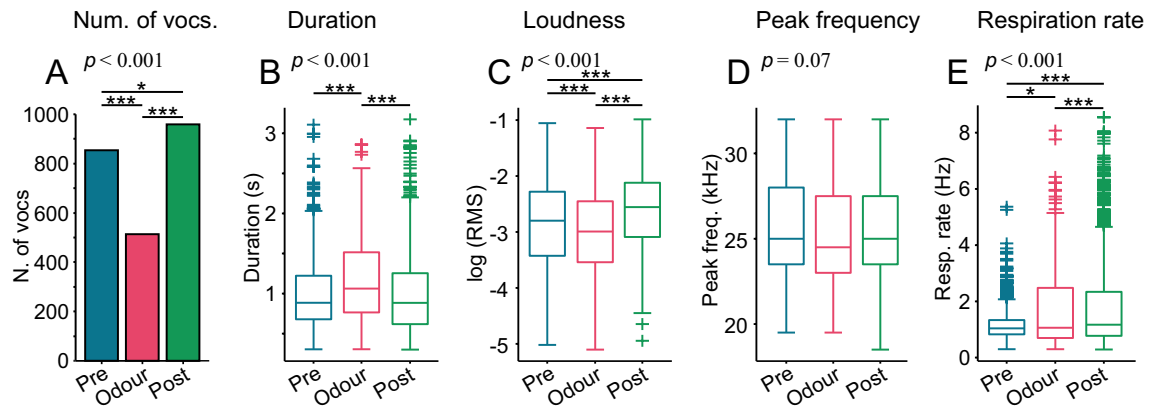 Num. of vocs.
Duration
Loudness
Peak frequency
Respiration rate
A
p < 0.001
*
***
***
N. of vocs
1000
800
600
400
200
0
Pre
Odour
Post
B
p < 0.001
***
***
Duration (s)
3
2
1
Pre
Odour
Post
C
p < 0.001
***
***
***
log (RMS)
-1
-2
-3
-4
-5
Pre
Odour
Post
D
p = 0.07
Peak freq. (kHz)
30
25
20
Pre
Odour
Post
E
p < 0.001
***
*
***
Resp. rate (Hz)
8
6
4
2
0
Pre
Odour
Post